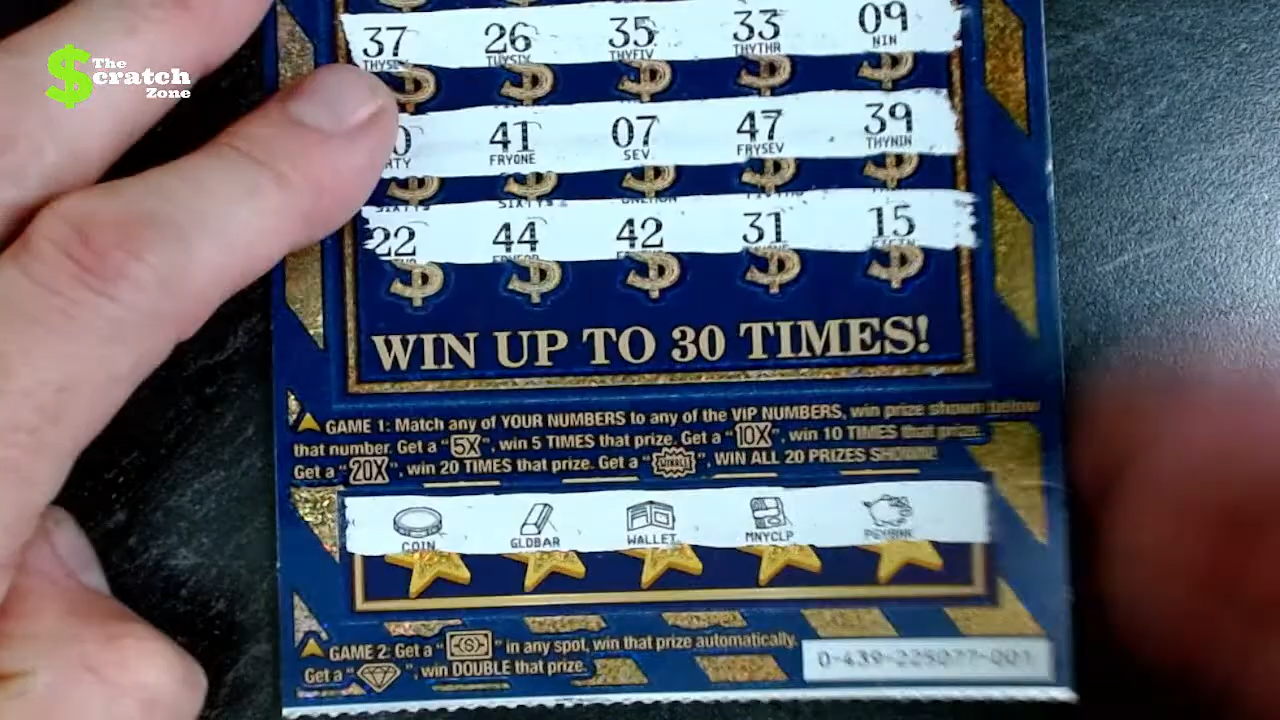 The
$cratch
Zone
37 26 35 33 09
THYSIX THYFIV THYTHR NIN
41 07 47 39
RTY FRYONE SEV FRYSEV THYNIN
22 44 42 31 15
WIN UP TO 30 TIMES!
GAME 1: Match any of YOUR NUMBERS to any of the VIP NUMBERS, win prize shown below
that number. Get a "5X", win 5 TIMES that prize. Get a "10X", win 10 TIMES that prize.
Get a "20X", win 20 TIMES that prize. Get a "WINALL", WIN ALL 20 PRIZES SHOWN!
COIN GLDBAR WALLET MNYCLP PGYBNK
GAME 2: Get a "$" in any spot, win that prize automatically.
Get a "", win DOUBLE that prize.
0-439-225077-001